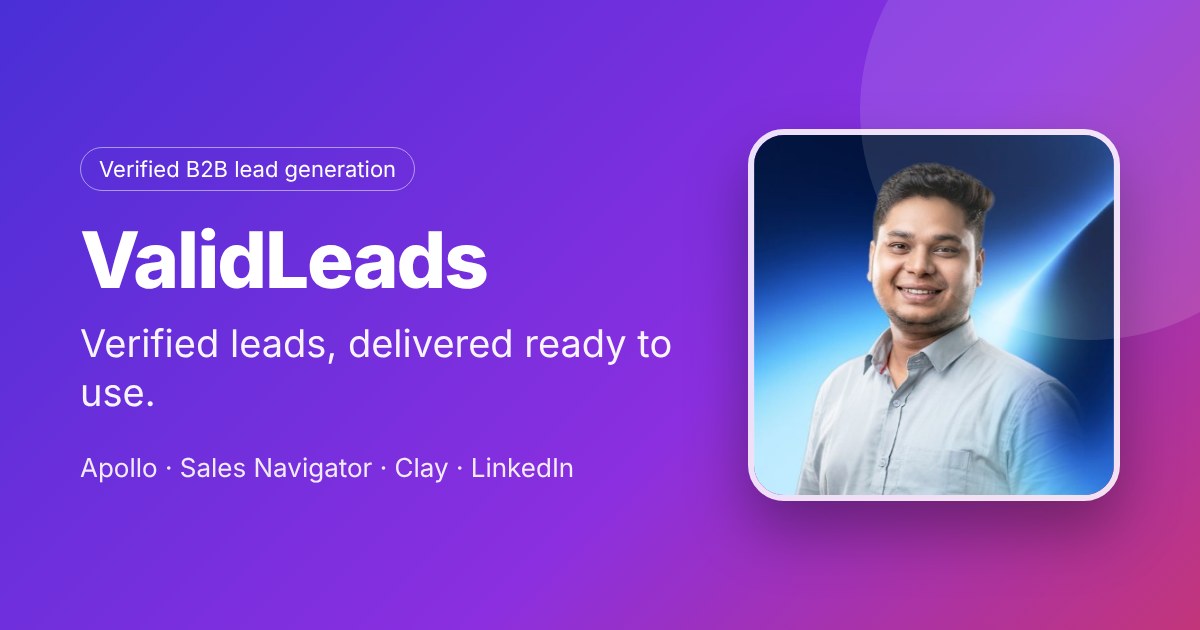 Verified B2B lead generation
ValidLeads
Verified leads, delivered ready to
use.
Apollo · Sales Navigator · Clay · LinkedIn